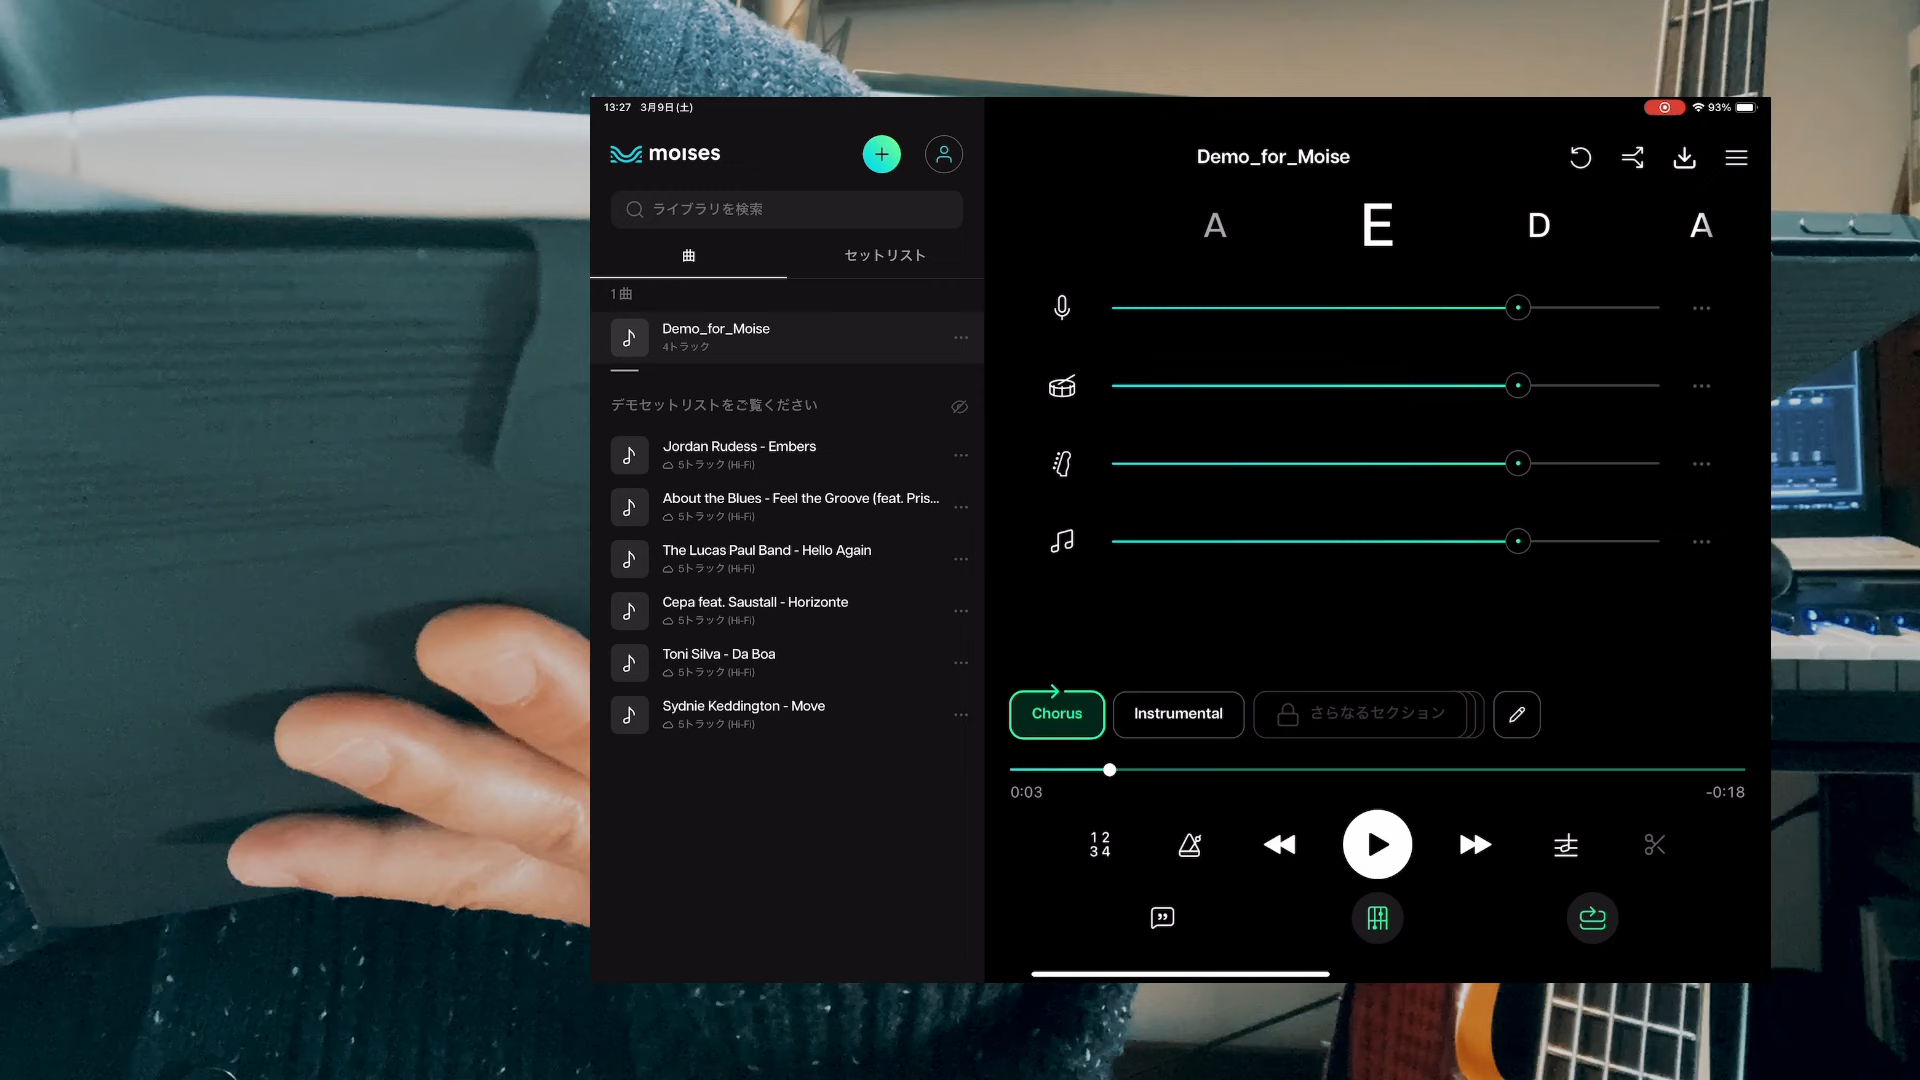 13:27 3月9日(土)
93%
moises
ライブラリを検索
曲
セットリスト
1曲
Demo_for_Moise
4トラック
デモセットリストをご覧ください
Jordan Rudess - Embers
5トラック (Hi-Fi)
About the Blues - Feel the Groove (feat. Pris...
5トラック (Hi-Fi)
The Lucas Paul Band - Hello Again
5トラック (Hi-Fi)
Cepa feat. Saustall - Horizonte
5トラック (Hi-Fi)
Toni Silva - Da Boa
5トラック (Hi-Fi)
Sydnie Keddington - Move
5トラック (Hi-Fi)
Demo_for_Moise
A E D A
Chorus
Instrumental
さらなるセクション
0:03
-0:18
1 2
3 4